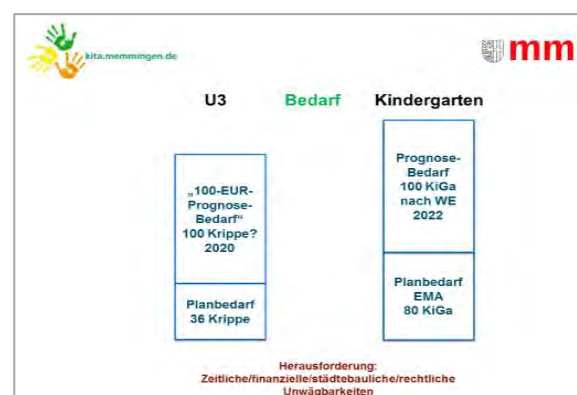 kita.memmingen.de
mm
U3 Bedarf Kindergarten
„100-EUR-
Prognose-
Bedarf“
100 Krippe?
2020
Planbedarf
36 Krippe
Prognose-
Bedarf
100 KiGa
nach WE
2022
Planbedarf
EMA
80 KiGa
Herausforderung:
Zeitliche/finanzielle/städtebauliche/rechtliche
Unwägbarkeiten